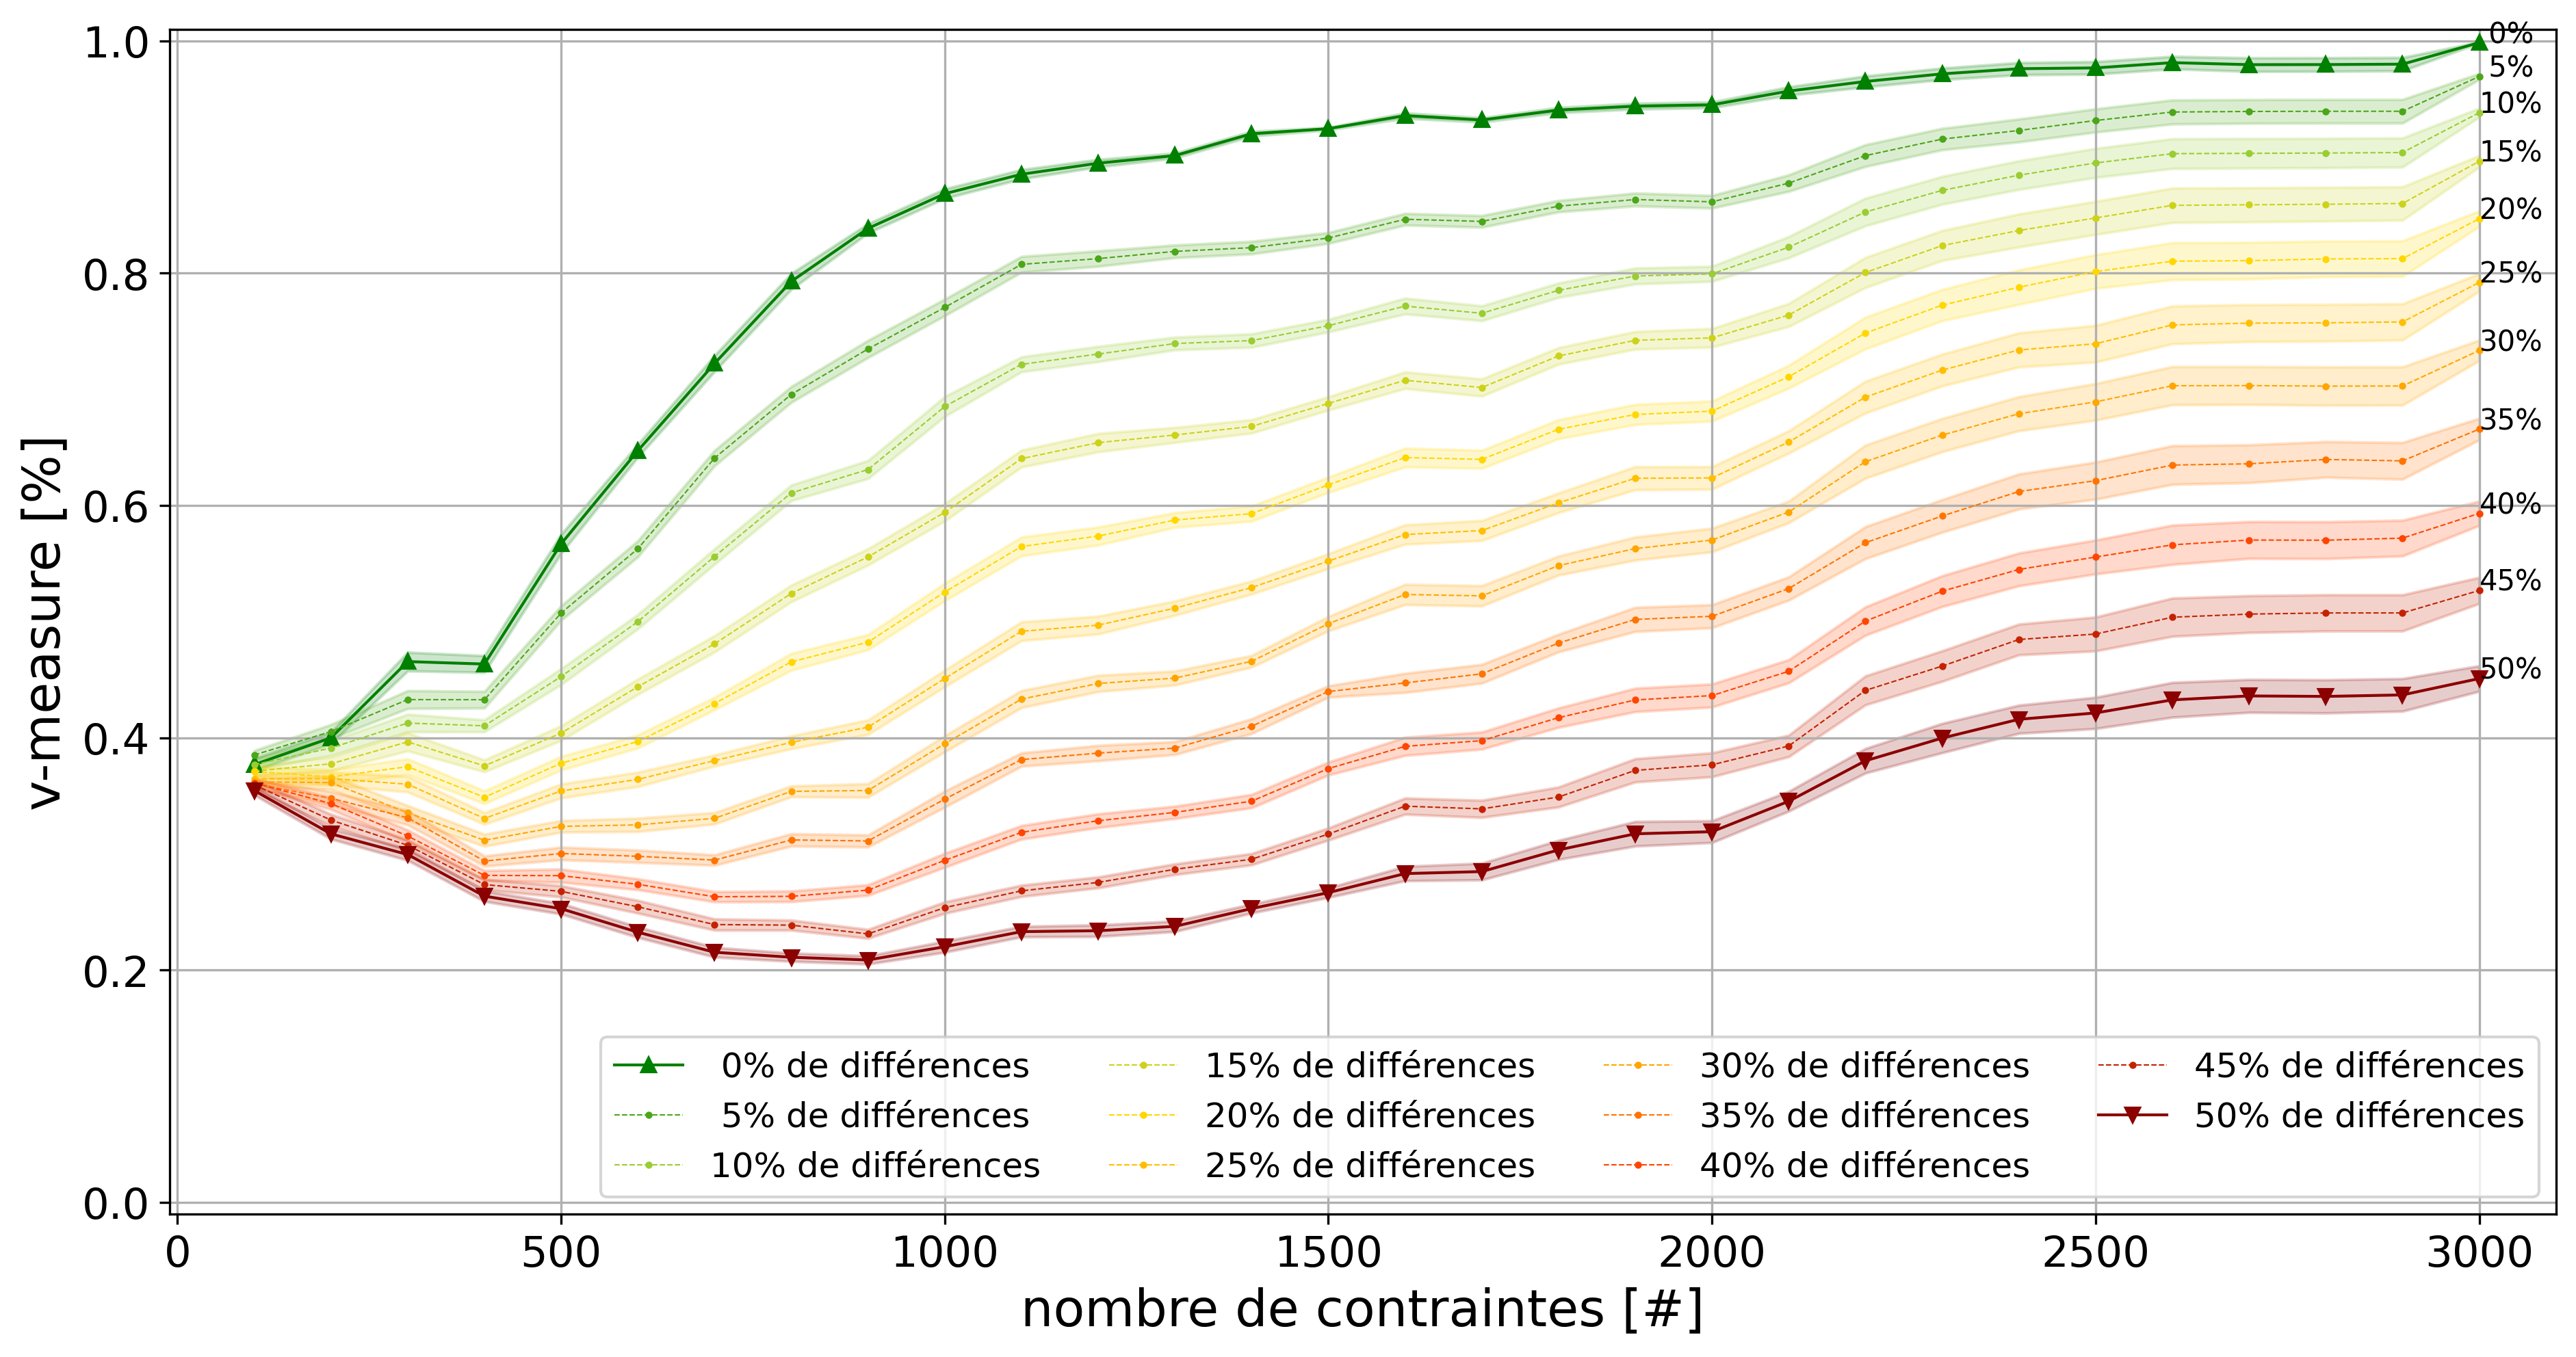 1.0
0.8
0.6
0.4
0.2
0.0
v-measure [%]
0%
5%
10%
15%
20%
25%
30%
35%
40%
45%
50%
0% de différences
5% de différences
10% de différences
15% de différences
20% de différences
25% de différences
30% de différences
35% de différences
40% de différences
45% de différences
50% de différences
0 500 1000 1500 2000 2500 3000
nombre de contraintes [#]